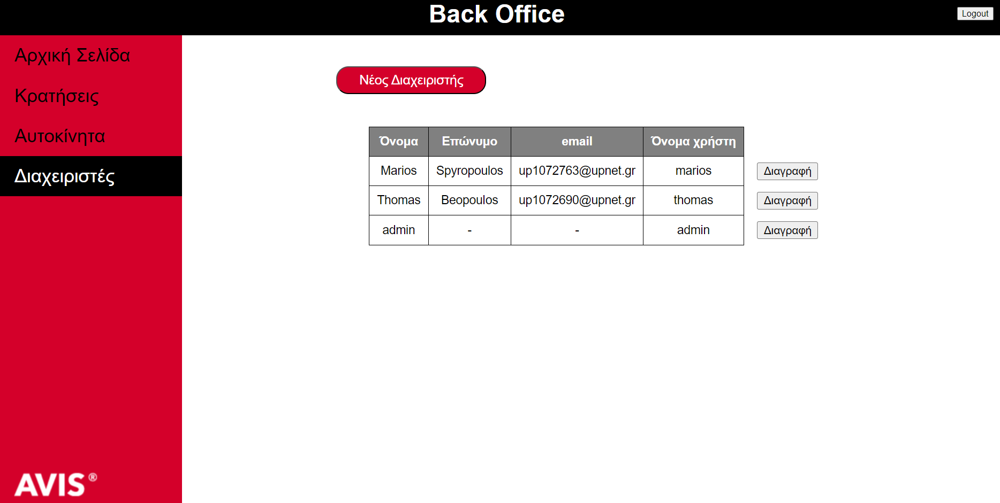 Back Office
Logout
Αρχική Σελίδα
Κρατήσεις
Αυτοκίνητα
Διαχειριστές
Νέος Διαχειριστής
Όνομα Επώνυμο email Όνομα χρήστη
Marios Spyropoulos up1072763@upnet.gr marios Διαγραφή
Thomas Beopoulos up1072690@upnet.gr thomas Διαγραφή
admin - - admin Διαγραφή
AVIS®